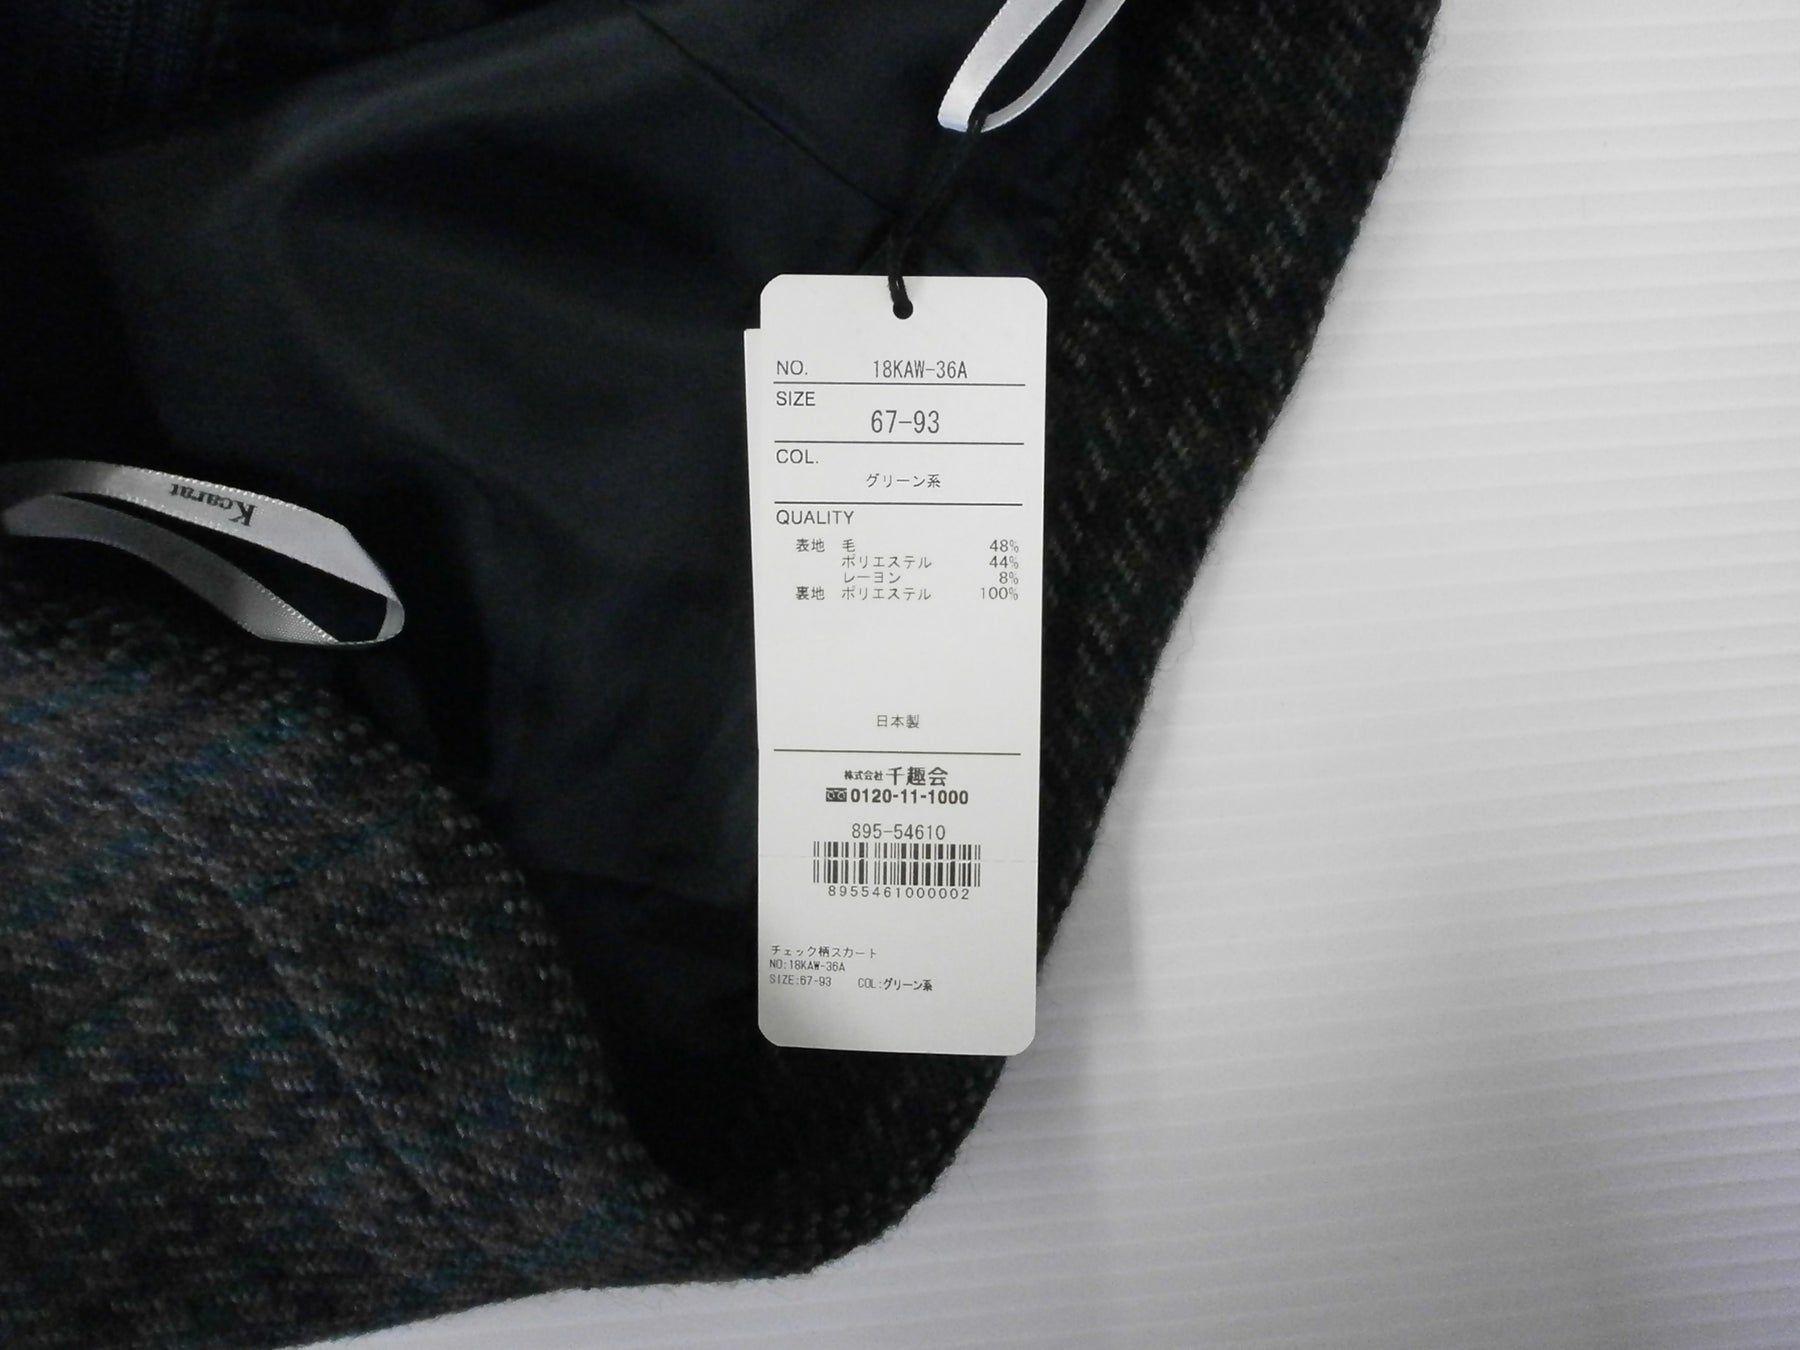 NO. 18KAW-36A
SIZE
67-93
COL.
グリーン系
QUALITY
表地 毛 48%
ポリエステル 44%
レーヨン 8%
裏地 ポリエステル 100%
日本製
株式会社 千趣会
0120-11-1000
895-54610
8955461000002
チェック柄スカート
NO:18KAW-36A
SIZE:67-93 COL:グリーン系
Kcarat